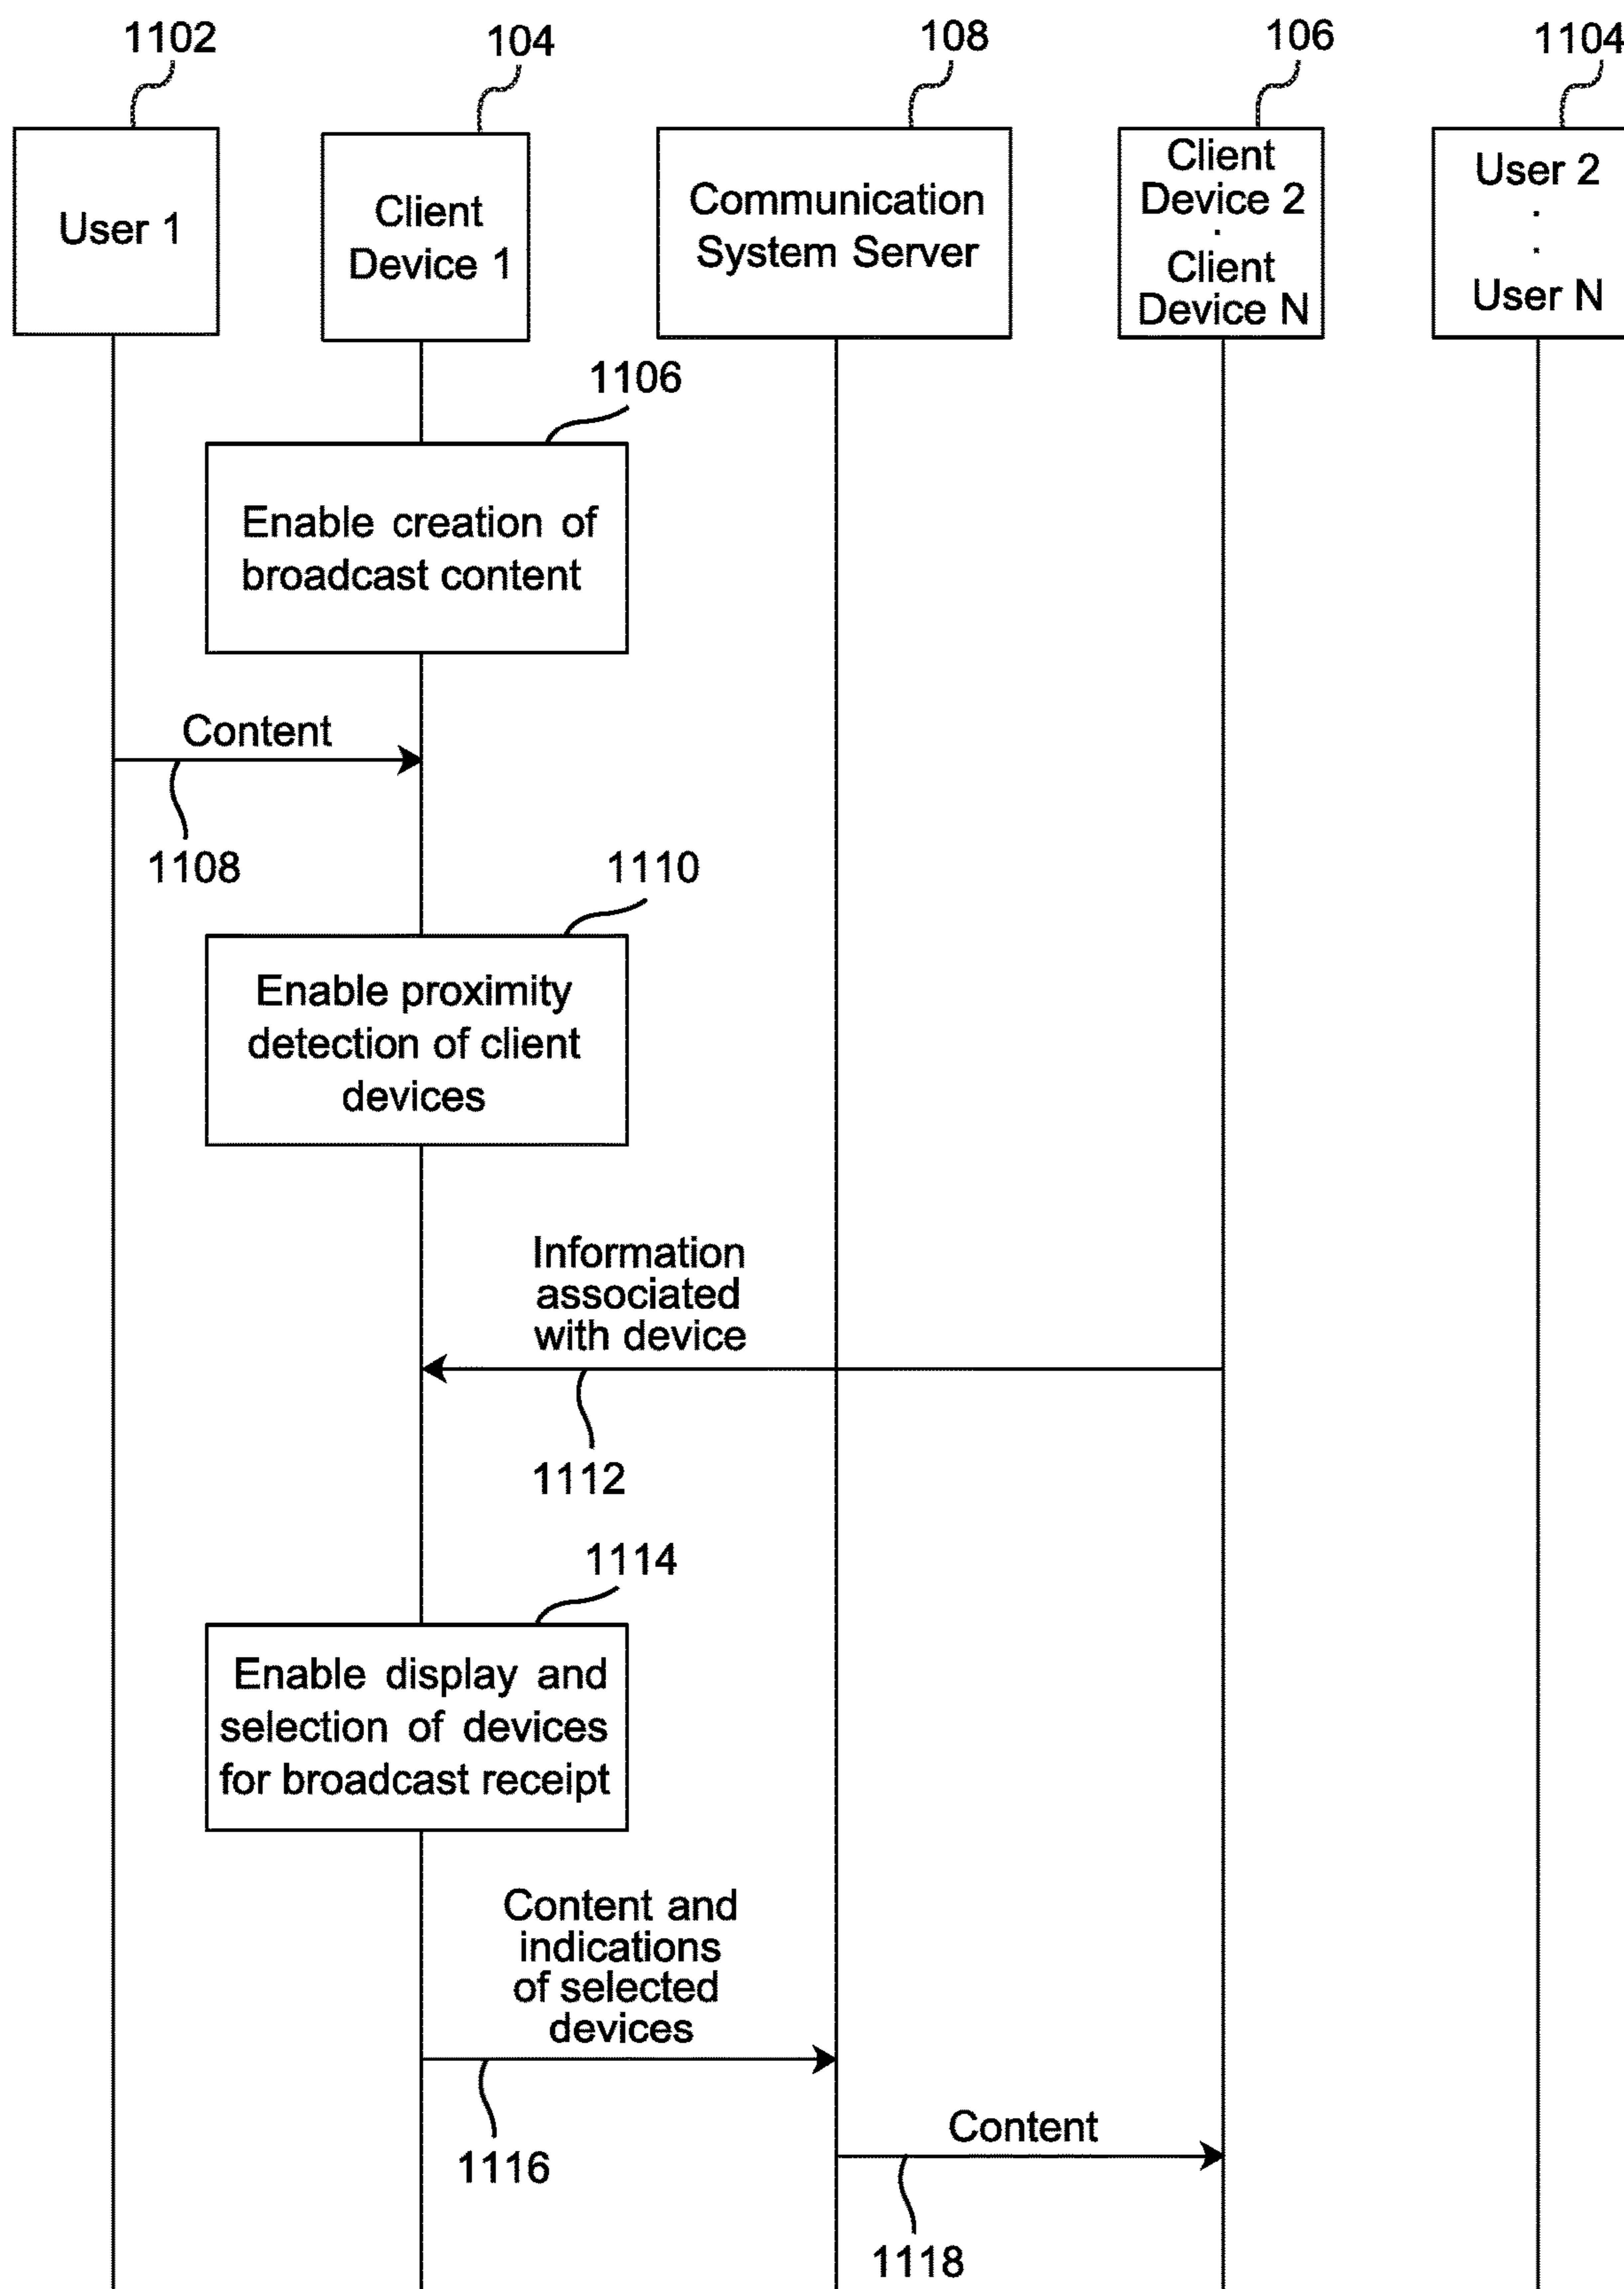 1102
104
108
106
1104
User 1
Client
Device 1
Communication
System Server
Client
Device 2
.
Client
Device N
User 2
.
.
User N
1106
Enable creation of
broadcast content
Content
1108
1110
Enable proximity
detection of client
devices
Information
associated
with device
1112
1114
Enable display and
selection of devices
for broadcast receipt
Content and
indications
of selected
devices
1116
Content
1118